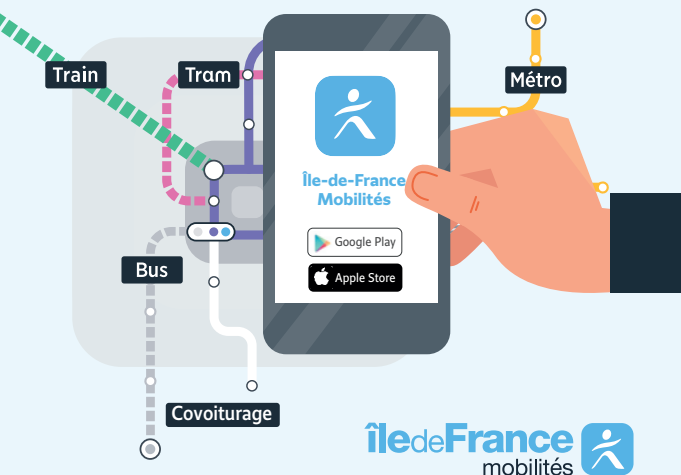 Train
Tram
Métro
Île-de-France
Mobilités
Google Play
Apple Store
Bus
Covoiturage
îledeFrance
mobilités